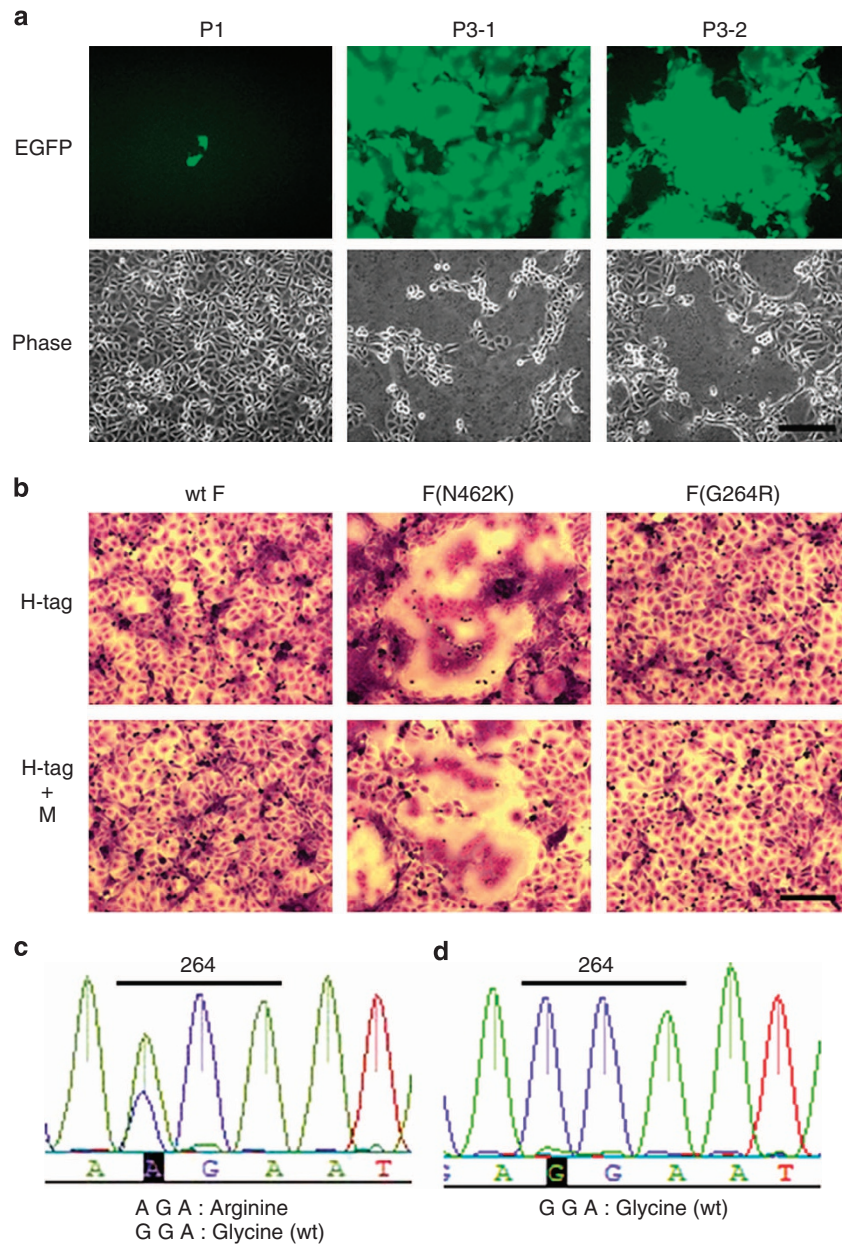 a
P1 P3-1 P3-2
EGFP
Phase
b
wt F F(N462K) F(G264R)
H-tag
H-tag
+
M
c
264
A A G A A T
A G A : Arginine
G G A : Glycine (wt)
d
264
G A G G A A T
G G A : Glycine (wt)